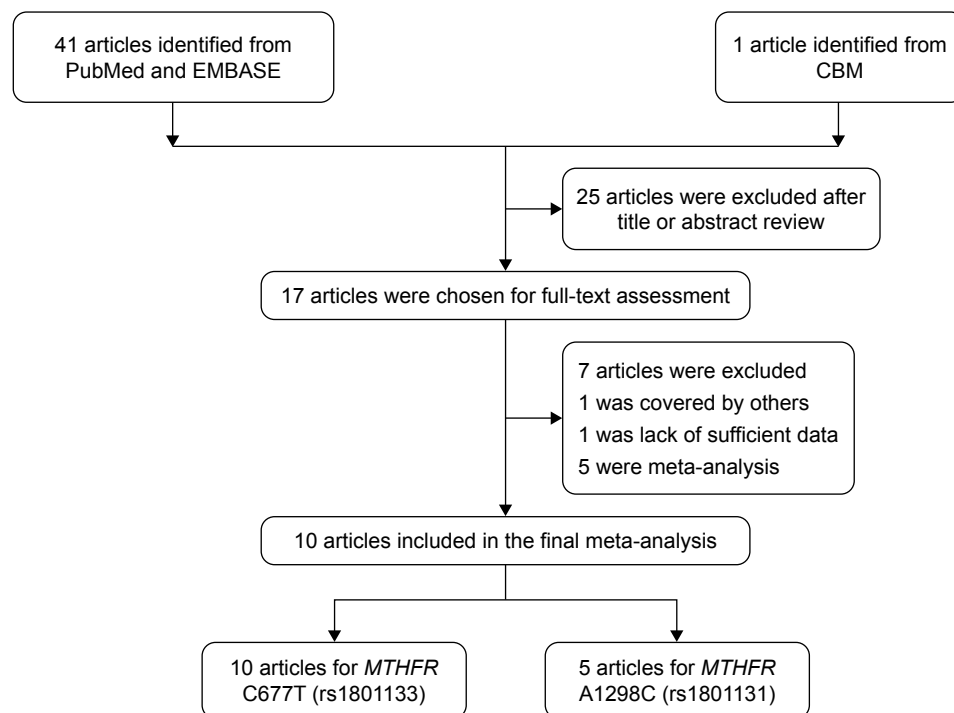 41 articles identified from
PubMed and EMBASE
1 article identified from
CBM
25 articles were excluded after
title or abstract review
17 articles were chosen for full-text assessment
7 articles were excluded
1 was covered by others
1 was lack of sufficient data
5 were meta-analysis
10 articles included in the final meta-analysis
10 articles for MTHFR
C677T (rs1801133)
5 articles for MTHFR
A1298C (rs1801131)